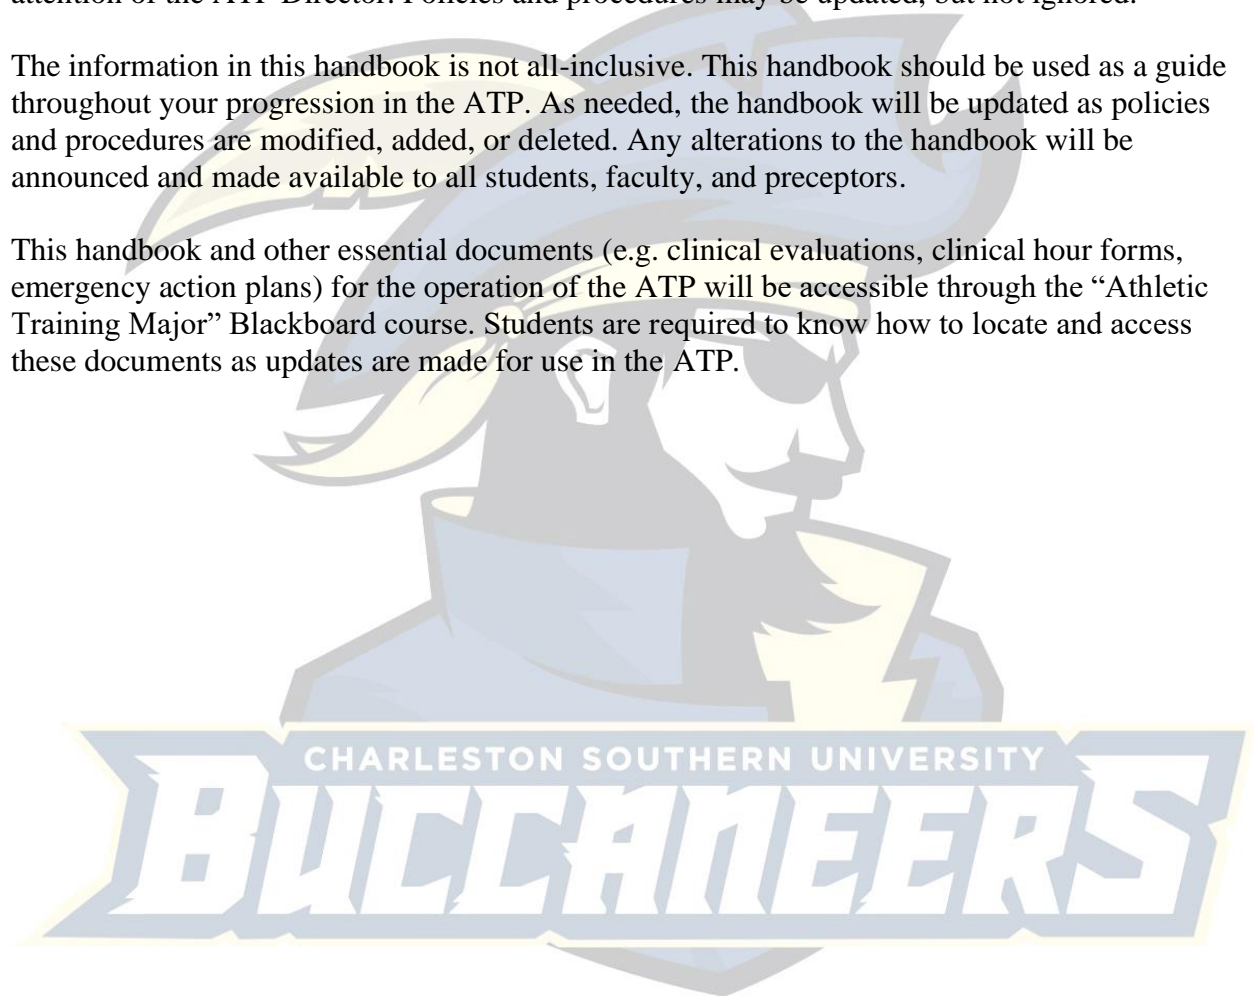 attention of the ATP Director. Policies and procedures may be updated, but not ignored.
The information in this handbook is not all-inclusive. This handbook should be used as a guide
throughout your progression in the ATP. As needed, the handbook will be updated as policies
and procedures are modified, added, or deleted. Any alterations to the handbook will be
announced and made available to all students, faculty, and preceptors.
This handbook and other essential documents (e.g. clinical evaluations, clinical hour forms,
emergency action plans) for the operation of the ATP will be accessible through the “Athletic
Training Major” Blackboard course. Students are required to know how to locate and access
these documents as updates are made for use in the ATP.
CHARLESTON SOUTHERN UNIVERSITY
BUCCANEERS